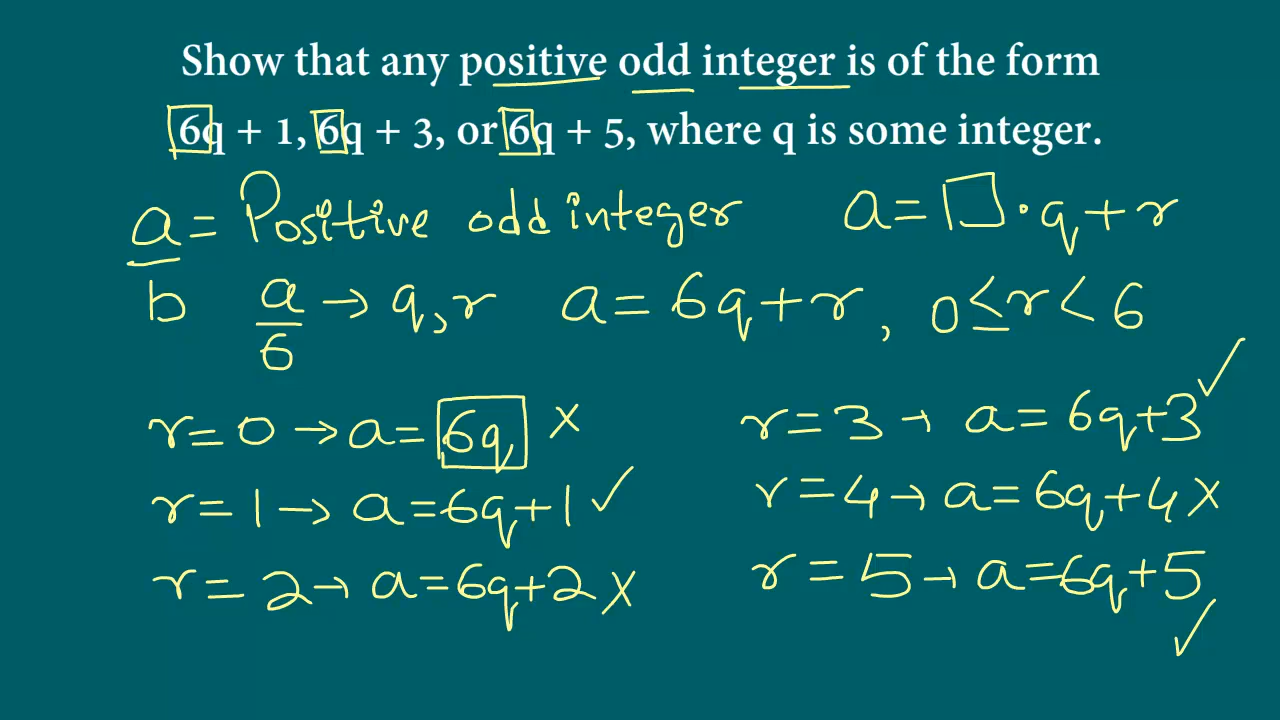 Show that any positive odd integer is of the form
6q + 1, 6q + 3, or 6q + 5, where q is some integer.
a = Positive odd integer a = □ · q + r
b a/6 → q, r a = 6q + r, 0 ≤ r < 6
r = 0 → a = 6q x
r = 1 → a = 6q + 1 ✓
r = 2 → a = 6q + 2 x
r = 3 → a = 6q + 3 ✓
r = 4 → a = 6q + 4 x
r = 5 → a = 6q + 5 ✓